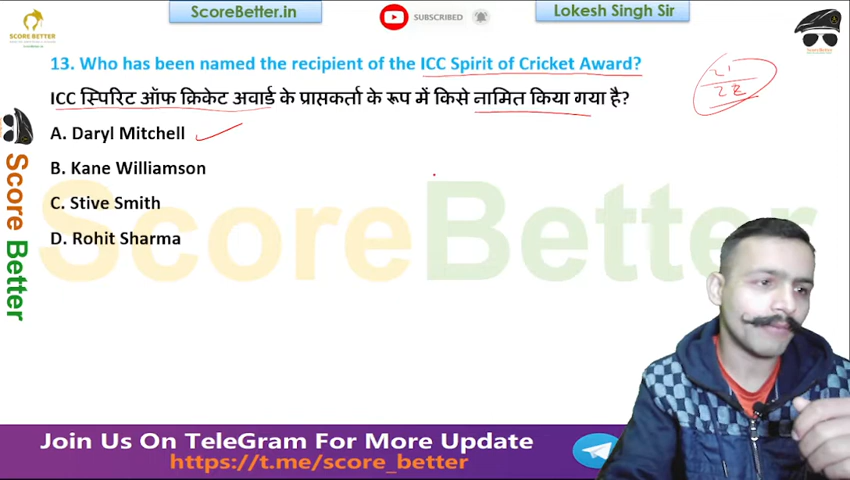 SCORE BETTER
ScoreBetter.in
SUBSCRIBED
Lokesh Singh Sir
ScoreBetter
13. Who has been named the recipient of the ICC Spirit of Cricket Award?
ICC स्पिरिट ऑफ क्रिकेट अवार्ड के प्राप्तकर्ता के रूप में किसे नामित किया गया है?
A. Daryl Mitchell
B. Kane Williamson
C. Stive Smith
D. Rohit Sharma
Score Better
ScoreBetter
Join Us On TeleGram For More Update
https://t.me/score_better